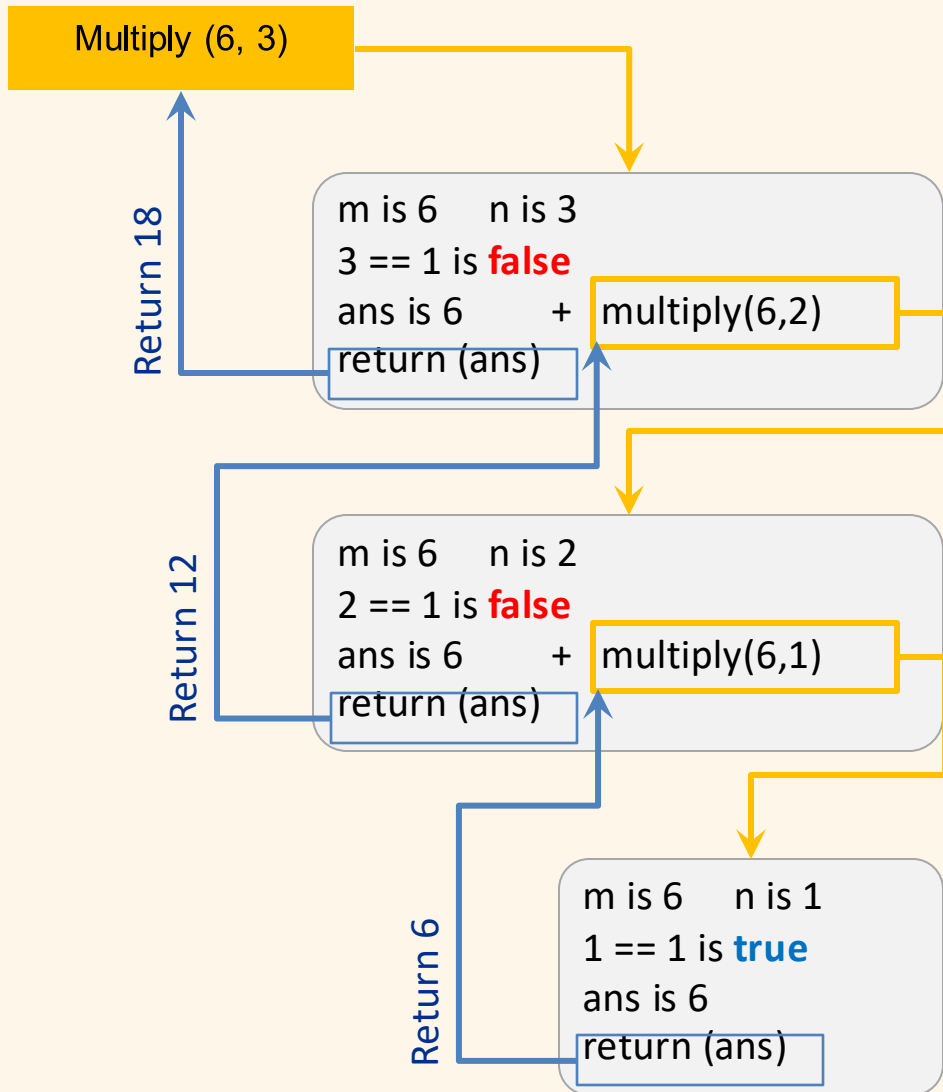 Multiply (6, 3)
Return 18
m is 6 n is 3
3 == 1 is false
ans is 6 + multiply(6,2)
return (ans)
Return 12
m is 6 n is 2
2 == 1 is false
ans is 6 + multiply(6,1)
return (ans)
Return 6
m is 6 n is 1
1 == 1 is true
ans is 6
return (ans)